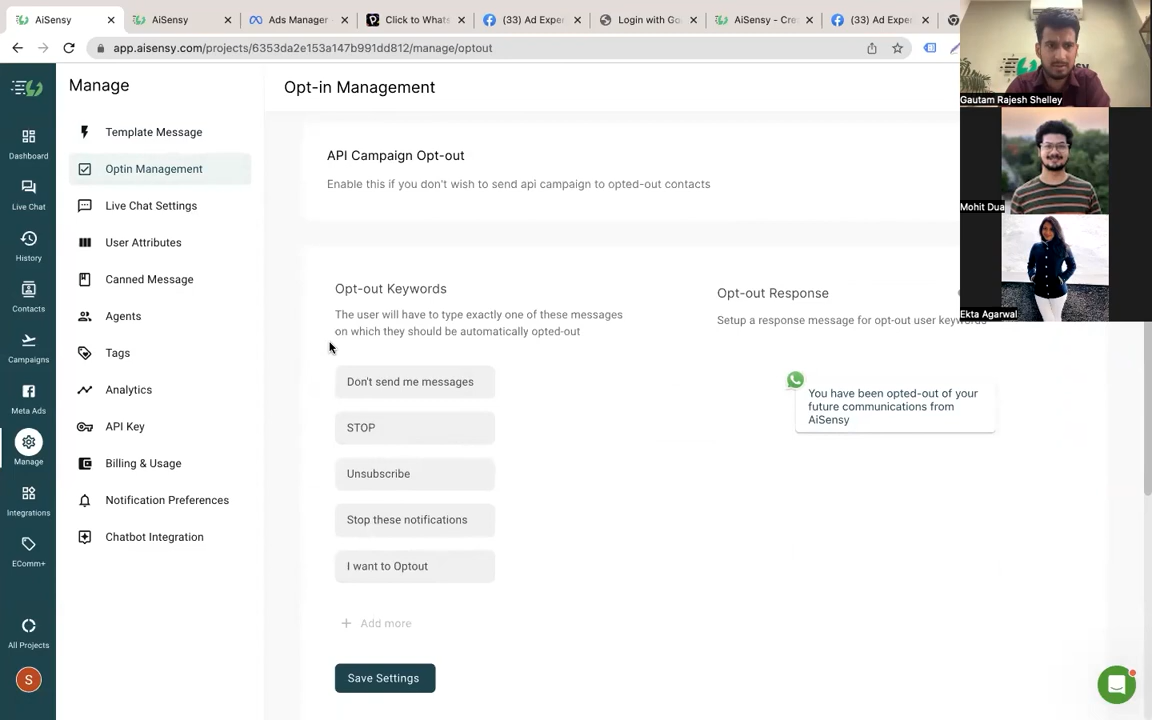 AiSensy
AiSensy
Ads Manager -
Click to Whats
(33) Ad Exper
Login with Go
AiSensy - Cre
(33) Ad Exper
app.aisensy.com/projects/6353da2e153a147b991dd812/manage/optout
Gautam Rajesh Shelley
Mohit Dua
Ekta Agarwal
Dashboard
Live Chat
History
Contacts
Campaigns
Meta Ads
Manage
Integrations
EComm+
All Projects
S
Manage
Template Message
Optin Management
Live Chat Settings
User Attributes
Canned Message
Agents
Tags
Analytics
API Key
Billing & Usage
Notification Preferences
Chatbot Integration
Opt-in Management
API Campaign Opt-out
Enable this if you don't wish to send api campaign to opted-out contacts
Opt-out Keywords
The user will have to type exactly one of these messages
on which they should be automatically opted-out
Don't send me messages
STOP
Unsubscribe
Stop these notifications
I want to Optout
+ Add more
Save Settings
Opt-out Response
Setup a response message for opt-out user keywords
You have been opted-out of your
future communications from
AiSensy